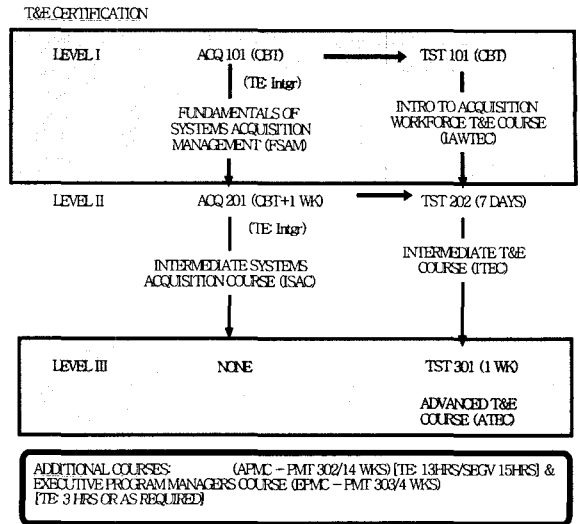 T&E CERTIFICATION
LEVEL I ACQ 101 (CBT) TST 101 (CBT)
(TE: Intgr)
FUNDAMENTALS OF
SYSTEMS ACQUISITION
MANAGEMENT (FSAM)
INTRO TO ACQUISITION
WORKFORCE T&E COURSE
(IAWTEC)
LEVEL II ACQ 201 (CBT+1 WK) TST 202 (7 DAYS)
(TE: Intgr)
INTERMEDIATE SYSTEMS
ACQUISITION COURSE (ISAC)
INTERMEDIATE T&E
COURSE (ITEC)
LEVEL III NONE TST 301 (1 WK)
ADVANCED T&E
COURSE (ATEC)
ADDITIONAL COURSES: (APMC – PMT 302/14 WKS) [TE: 13HRS/SEGV 15HRS] &
EXECUTIVE PROGRAM MANAGERS COURSE (EPMC – PMT 303/4 WKS)
[TE: 3 HRS OR AS REQUIRED]